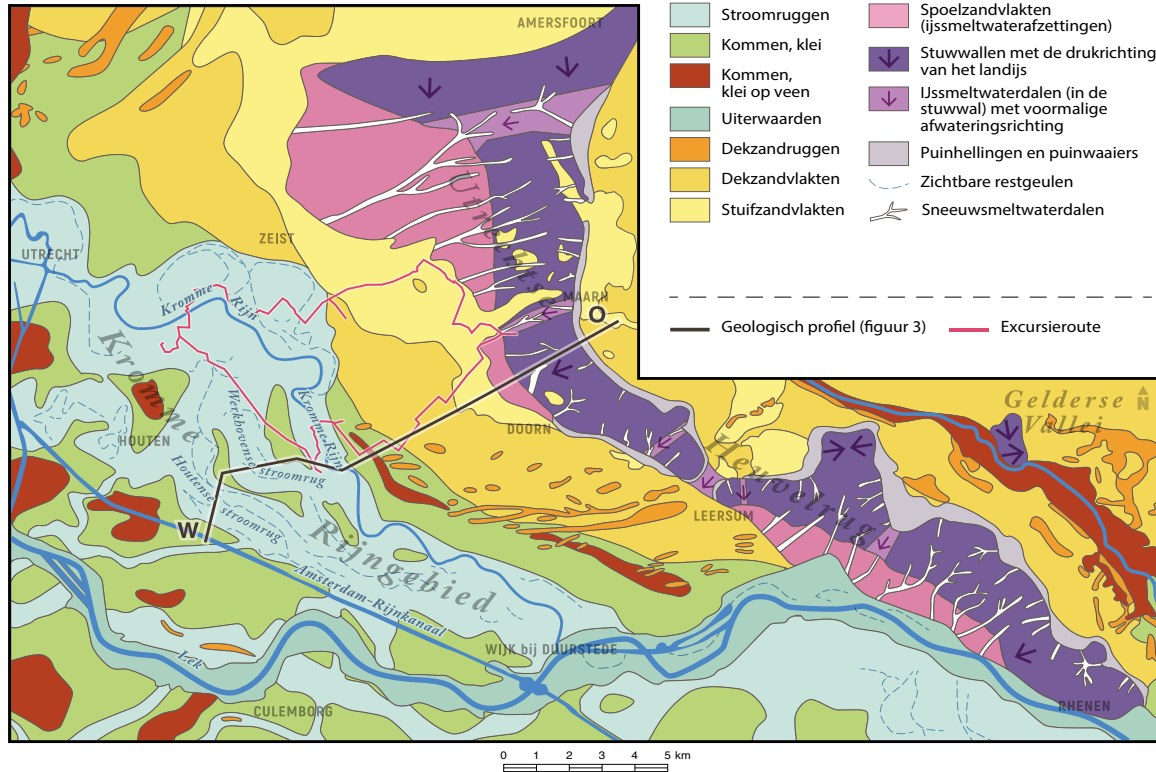 AMERSFOORT
Stroomruggen
Kommen, klei
Kommen,
klei op veen
Uiterwaarden
Dekzandruggen
Dekzandvlakten
Stuifzandvlakten
Spoelzandvlakten
(ijssmeltwaterafzettingen)
Stuwwallen met de drukrichting
van het landijs
IJssmeltwaterdalen (in de
stuwwal) met voormalige
afwateringsrichting
Puinhellingen en puinwaaiers
Zichtbare restgeulen
Sneeuwsmeltwaterdalen
Geologisch profiel (figuur 3)
Excursieroute
UTRECHT
ZEIST
Utrechtse
Heuvelrug
MAARN
O
Kromme
Rijn
Kromme
Rijngebied
Gelderse
Vallei
N
HOUTEN
Werkhovense
stroomrug
Kromme-Rijn
DOORN
Houtense
stroomrug
W
LEERSUM
Amsterdam-Rijnkanaal
Lek
WIJK bij DUURSTEDE
CULEMBORG
RHENEN
0 1 2 3 4 5 km